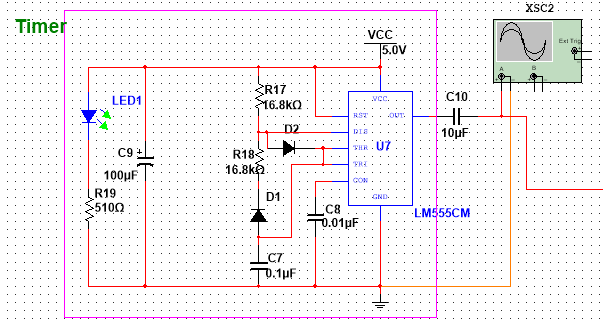 Timer
XSC2
Ext Trig
A
B
VCC
5.0V
LED1
R17
16.8kΩ
C10
10µF
VCC
RST
OUT
DIS
THR
TRI
CON
GND
U7
LM555CM
D2
R18
16.8kΩ
C9
100µF
R19
510Ω
D1
C8
0.01µF
C7
0.1µF